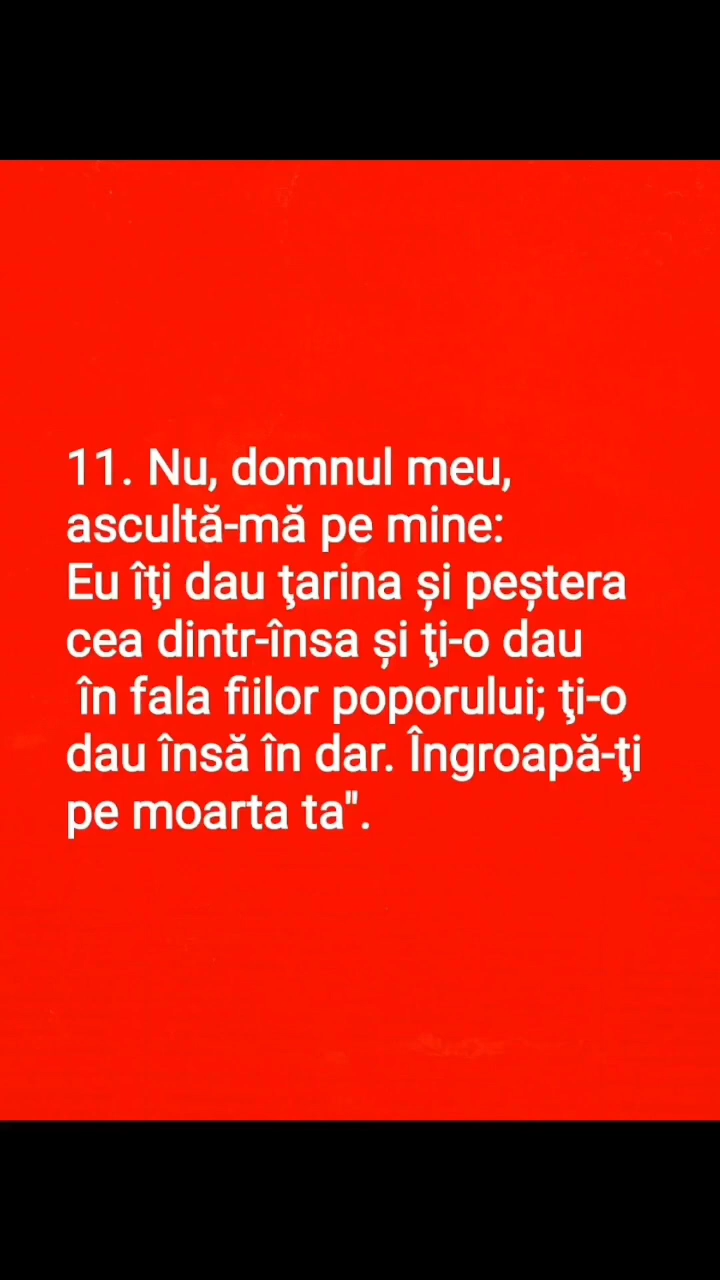 11. Nu, domnul meu,
ascultă-mă pe mine:
Eu îţi dau ţarina și peștera
cea dintr-însa și ţi-o dau
în fala fiilor poporului; ţi-o
dau însă în dar. Îngroapă-ţi
pe moarta ta".